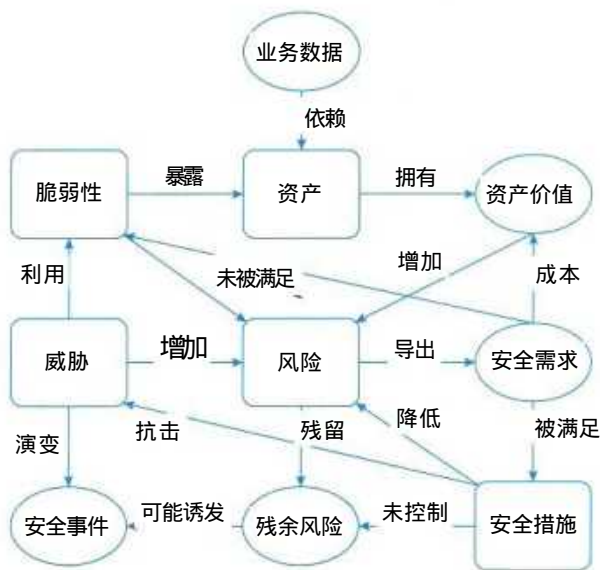 业务数据
依赖
脆弱性
暴露
资产
拥有
资产价值
利用
未被满足
增加
成本
威胁
增加
风险
导出
安全需求
演变
抗击
残留
降低
被满足
安全事件
可能诱发
残余风险
未控制
安全措施